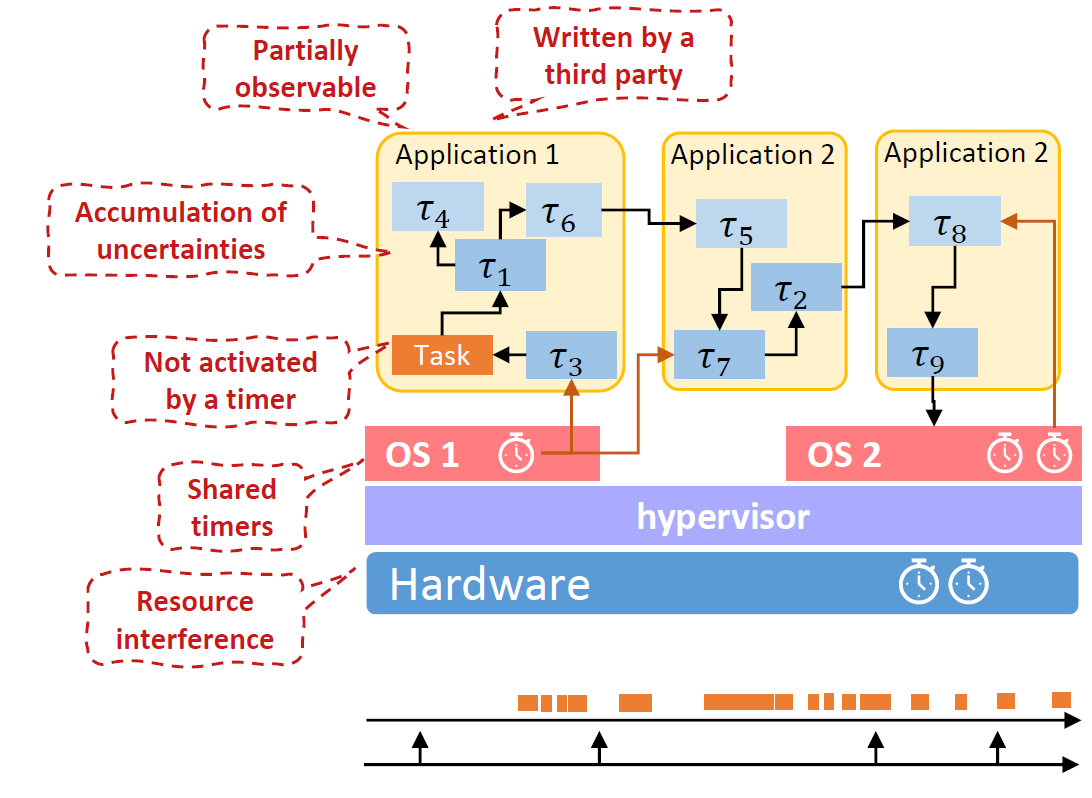 Partially
observable
Written by a
third party
Application 1
Application 2
Application 2
Accumulation of
uncertainties
τ4
τ6
τ1
τ5
τ2
τ8
Not activated
by a timer
Task
τ3
τ7
τ9
OS 1
OS 2
Shared
timers
hypervisor
Resource
interference
Hardware